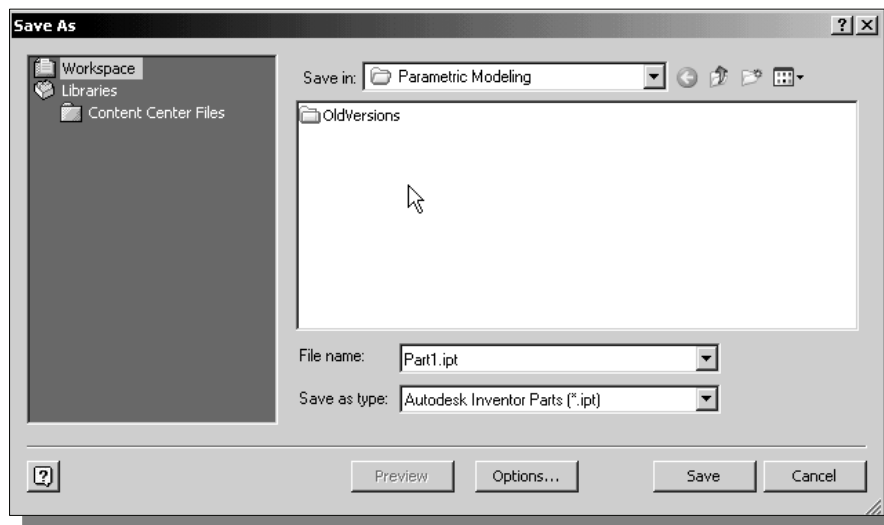 Save As
Workspace
Libraries
Content Center Files
Save in: Parametric Modeling
OldVersions
File name: Part1.ipt
Save as type: Autodesk Inventor Parts (*.ipt)
Preview Options... Save Cancel